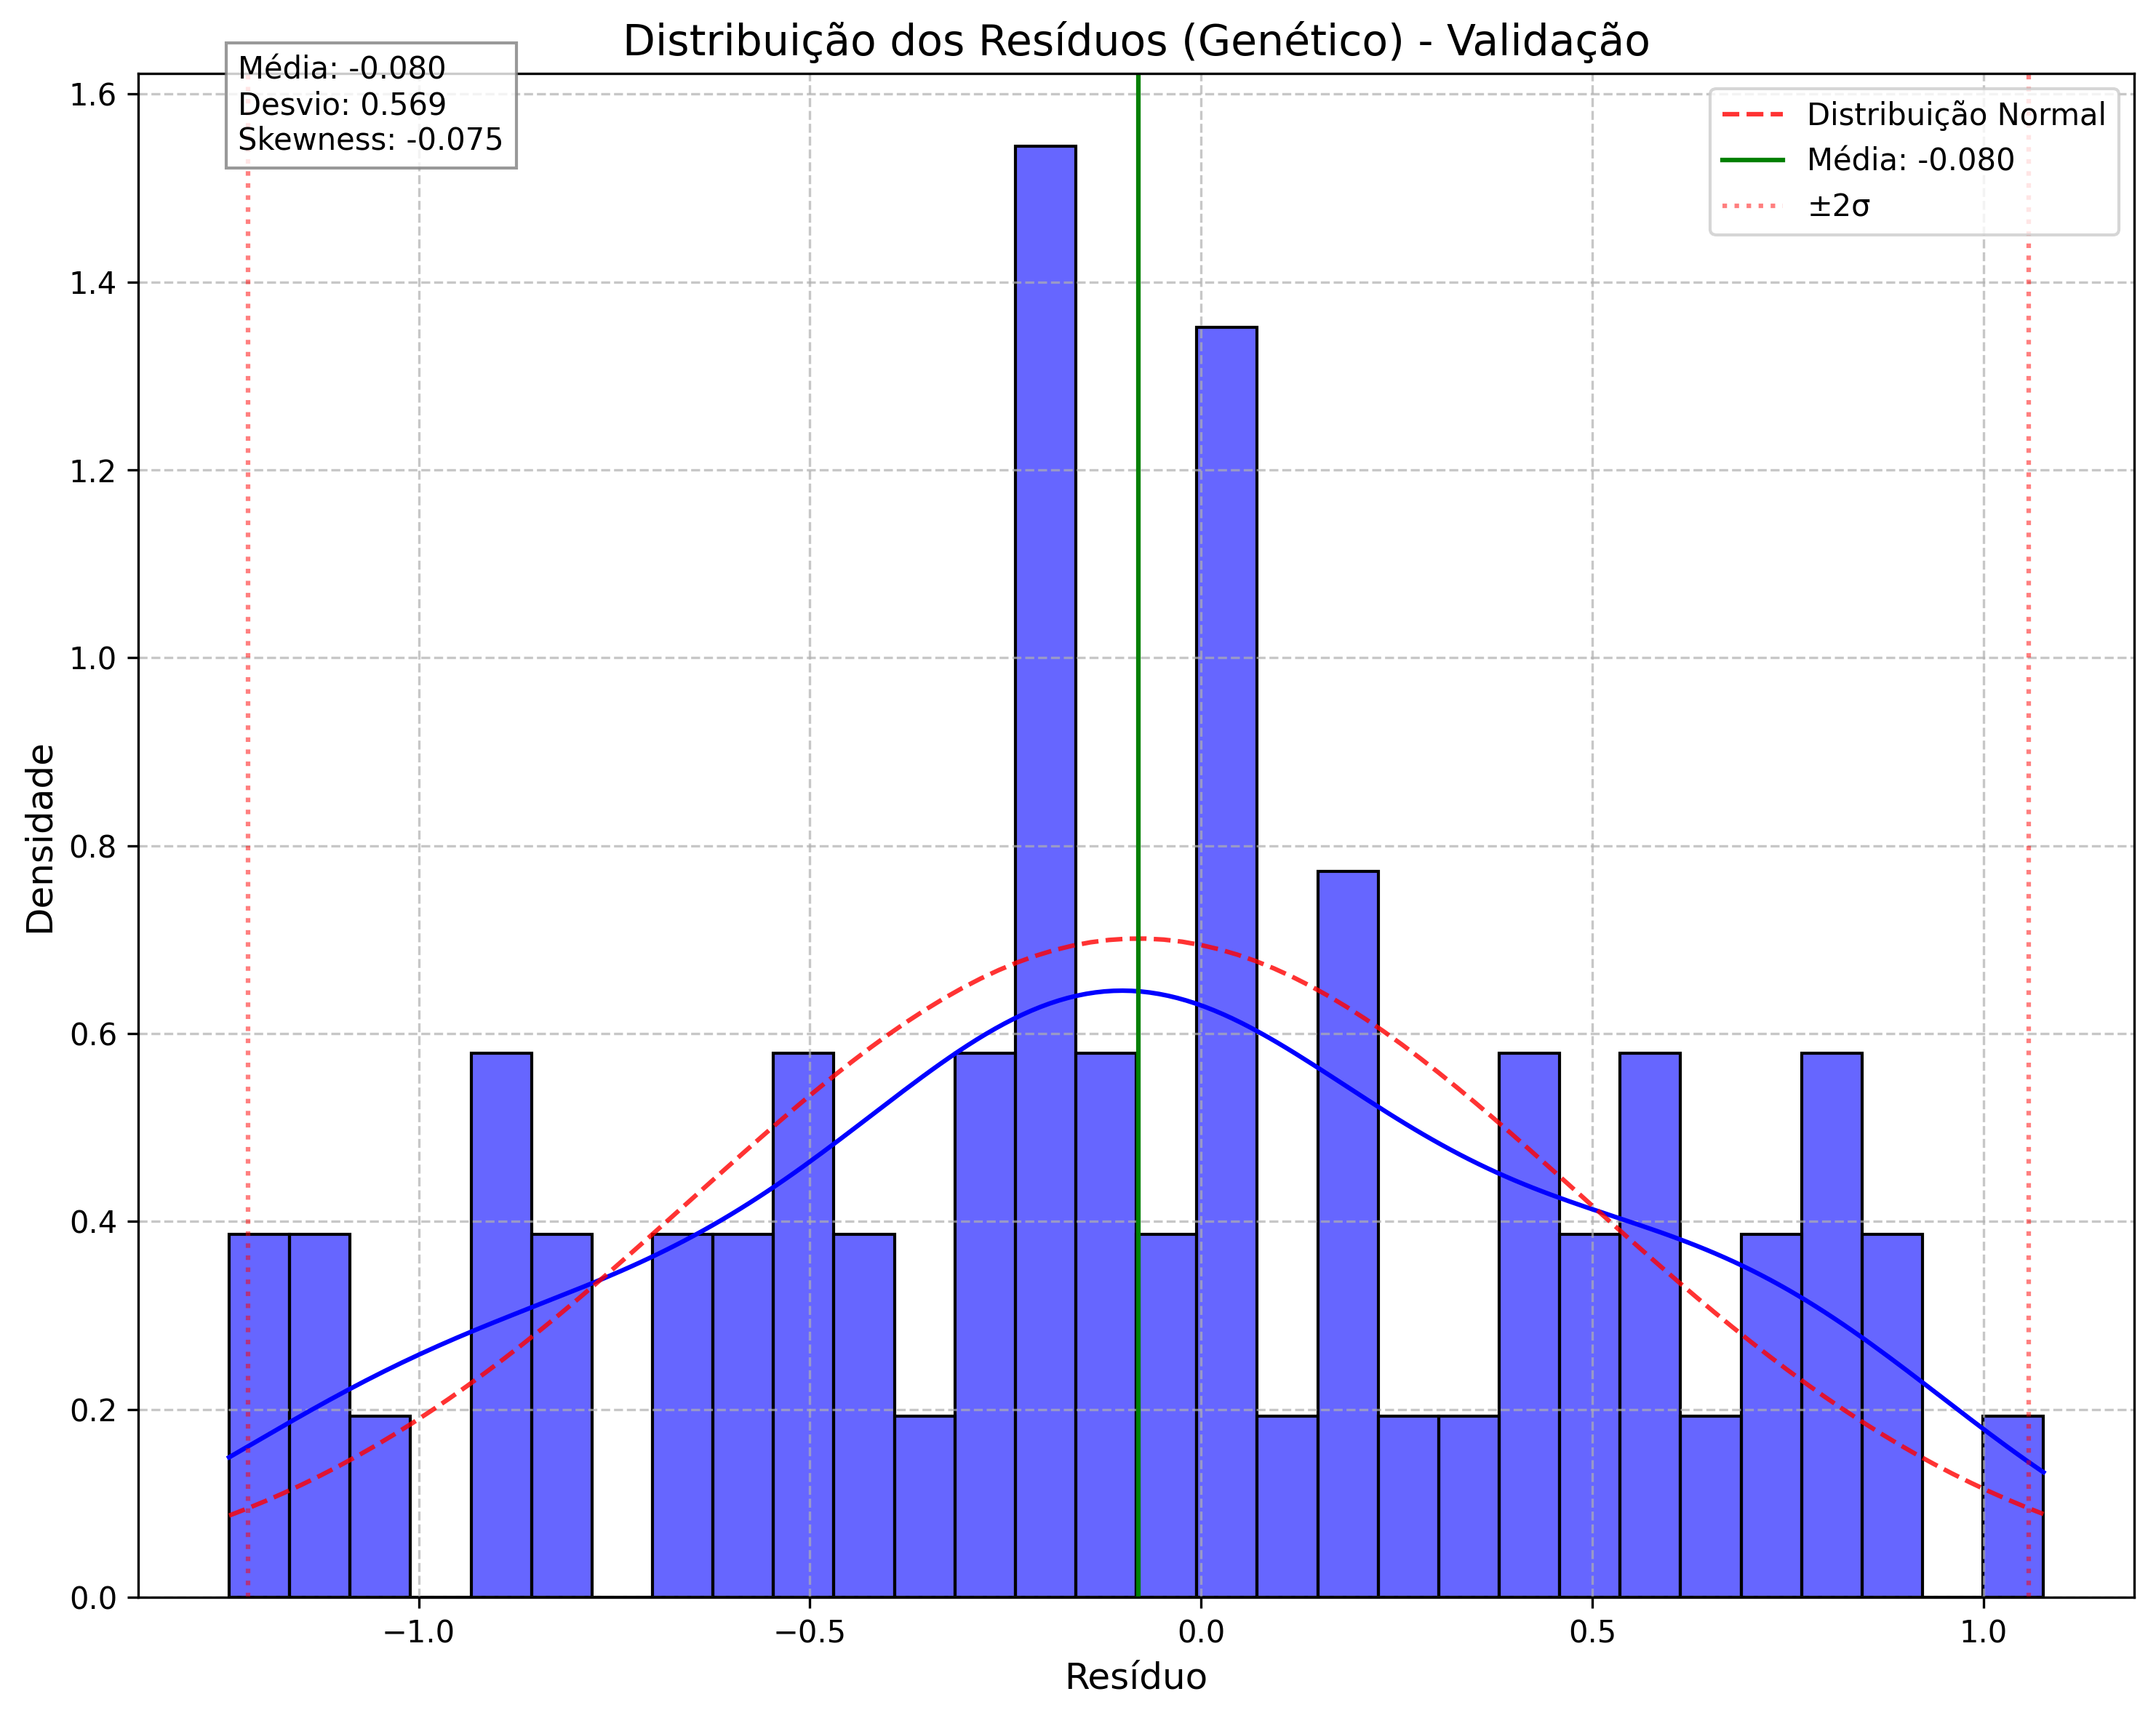 Distribuição dos Resíduos (Genético) - Validação
Média: -0.080
Desvio: 0.569
Skewness: -0.075
Distribuição Normal
Média: -0.080
±2σ
1.6
1.4
1.2
1.0
0.8
0.6
0.4
0.2
0.0
Densidade
−1.0
−0.5
0.0
0.5
1.0
Resíduo